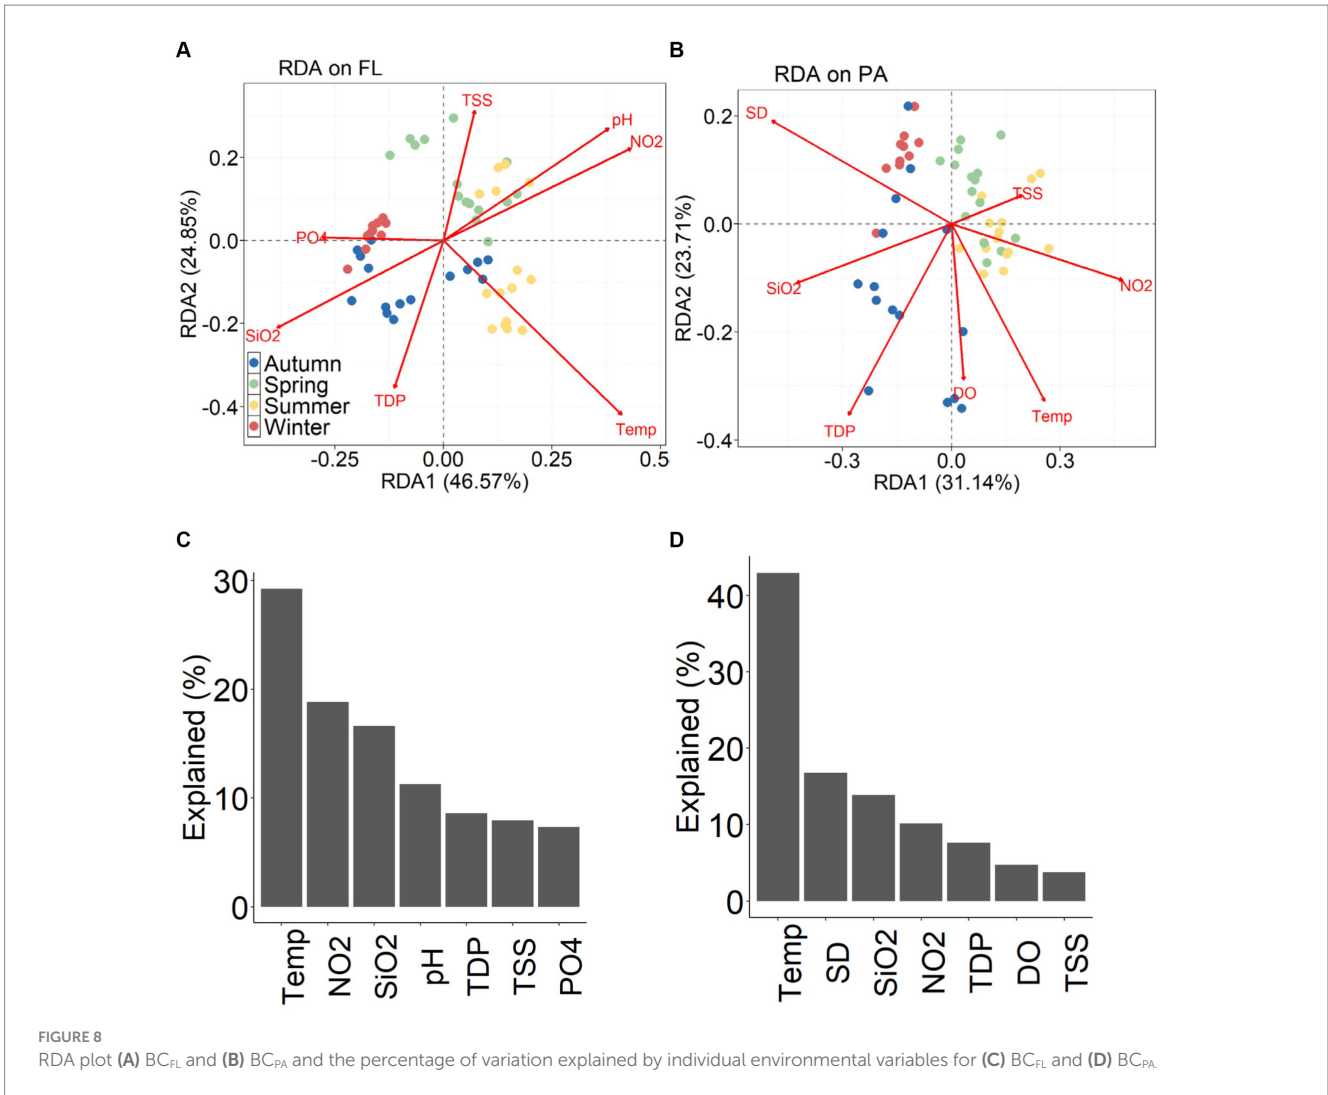 A
RDA on FL
RDA2 (24.85%)
0.2
0.0
-0.2
-0.4
TSS
pH
NO2
PO4
SiO2
TDP
Temp
Autumn
Spring
Summer
Winter
-0.25
0.00
0.25
0.5
RDA1 (46.57%)
B
RDA on PA
RDA2 (23.71%)
0.2
0.0
-0.2
-0.4
SD
TSS
SiO2
NO2
DO
TDP
Temp
-0.3
0.0
0.3
RDA1 (31.14%)
C
Explained (%)
30
20
10
0
Temp
NO2
SiO2
pH
TDP
TSS
PO4
D
Explained (%)
40
30
20
10
0
Temp
SD
SiO2
NO2
TDP
DO
TSS
FIGURE 8
RDA plot (A) BCFL and (B) BCPA and the percentage of variation explained by individual environmental variables for (C) BCFL and (D) BCPA.